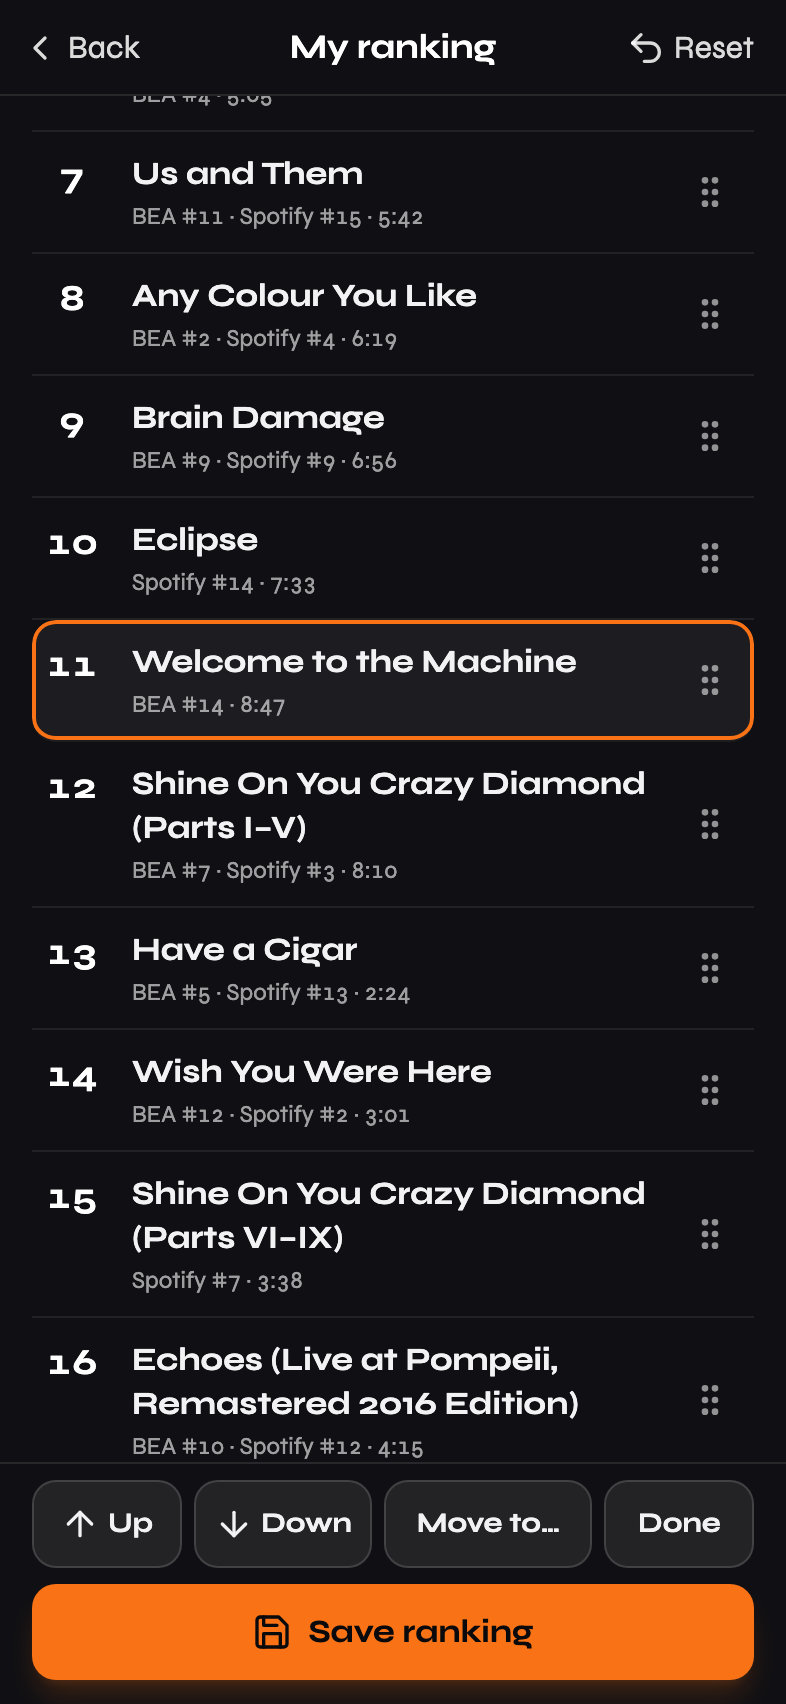 Back
My ranking
Reset
BEA #4 · 5:05
7
Us and Them
BEA #11 · Spotify #15 · 5:42
8
Any Colour You Like
BEA #2 · Spotify #4 · 6:19
9
Brain Damage
BEA #9 · Spotify #9 · 6:56
10
Eclipse
Spotify #14 · 7:33
11
Welcome to the Machine
BEA #14 · 8:47
12
Shine On You Crazy Diamond
(Parts I–V)
BEA #7 · Spotify #3 · 8:10
13
Have a Cigar
BEA #5 · Spotify #13 · 2:24
14
Wish You Were Here
BEA #12 · Spotify #2 · 3:01
15
Shine On You Crazy Diamond
(Parts VI–IX)
Spotify #7 · 3:38
16
Echoes (Live at Pompeii,
Remastered 2016 Edition)
BEA #10 · Spotify #12 · 4:15
Up
Down
Move to…
Done
Save ranking